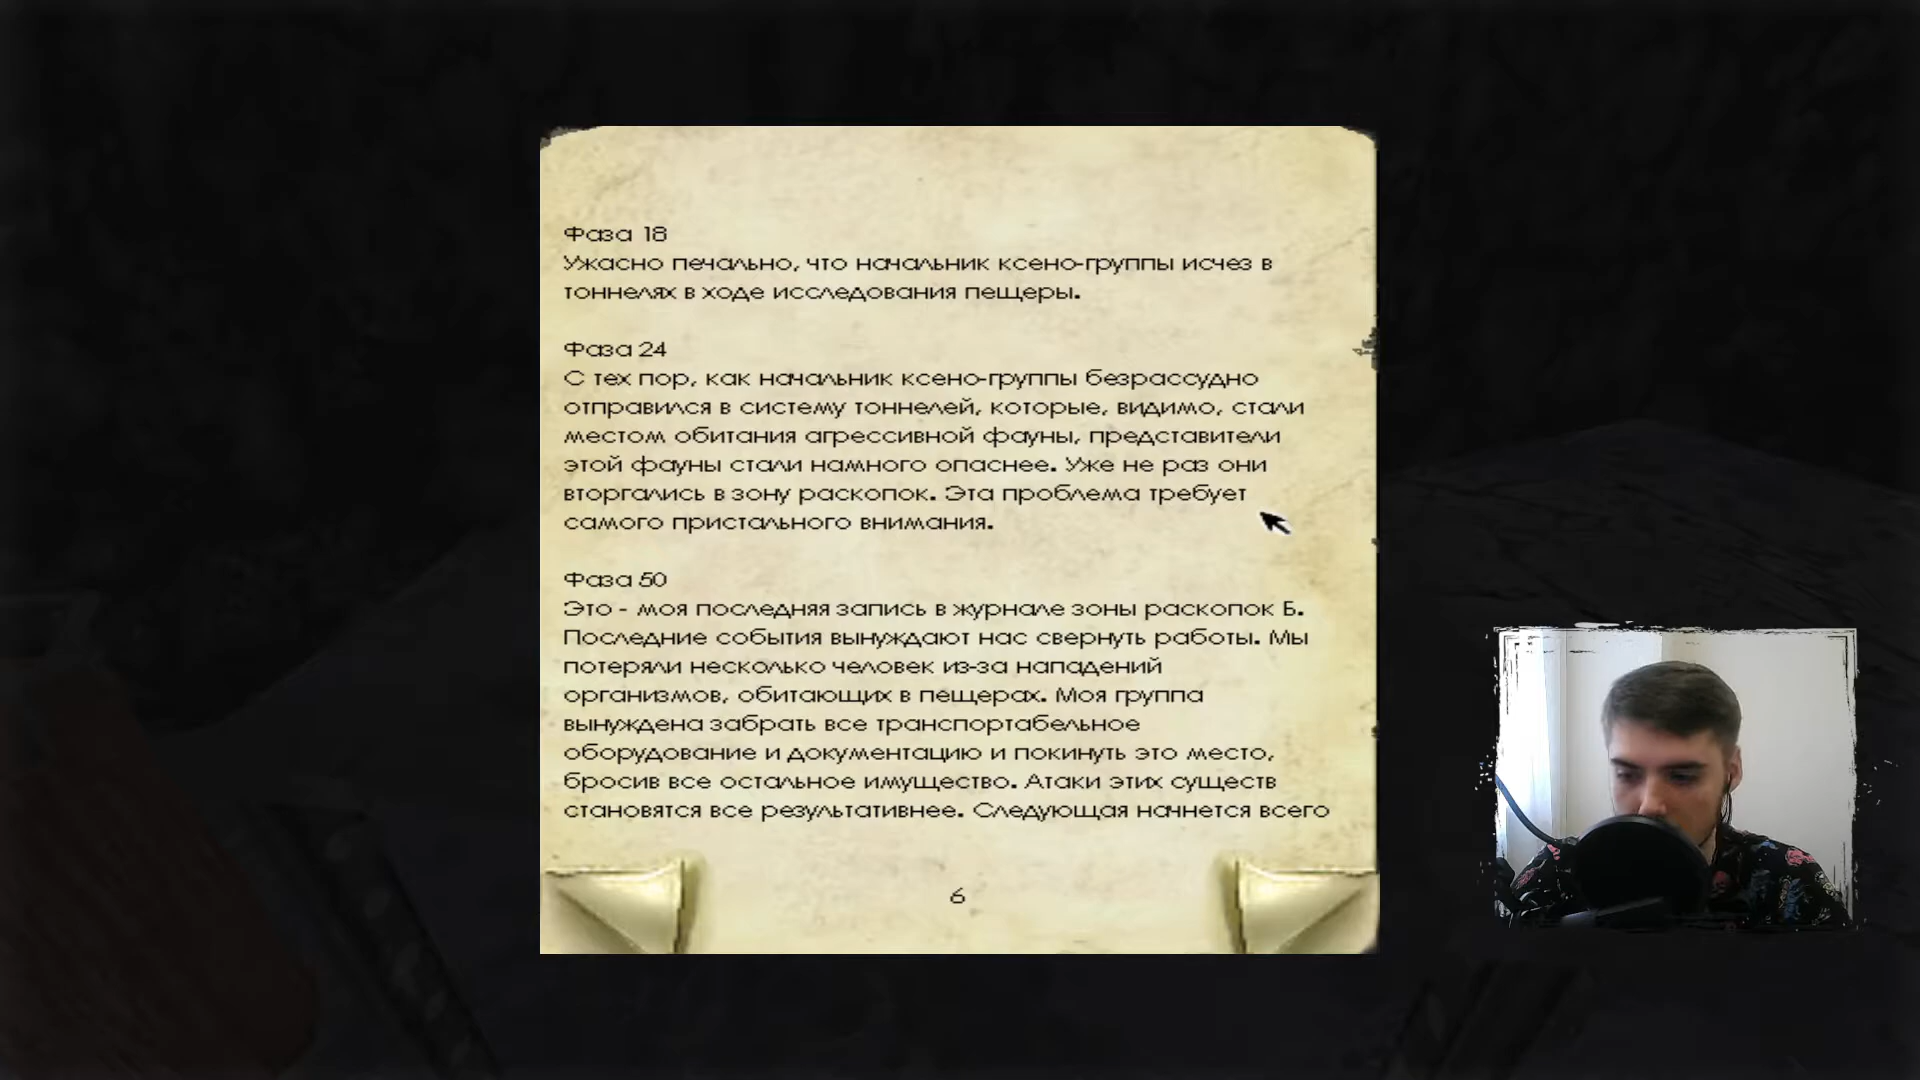 Фаза 18
Ужасно печально, что начальник ксено-группы исчез в
тоннелях в ходе исследования пещеры.
Фаза 24
С тех пор, как начальник ксено-группы безрассудно
отправился в систему тоннелей, которые, видимо, стали
местом обитания агрессивной фауны, представители
этой фауны стали намного опаснее. Уже не раз они
вторгались в зону раскопок. Эта проблема требует
самого пристального внимания.
Фаза 50
Это - моя последняя запись в журнале зоны раскопок Б.
Последние события вынуждают нас свернуть работы. Мы
потеряли несколько человек из-за нападений
организмов, обитающих в пещерах. Моя группа
вынуждена забрать все транспортабельное
оборудование и документацию и покинуть это место,
бросив все остальное имущество. Атаки этих существ
становятся все результативнее. Следующая начнется всего
6